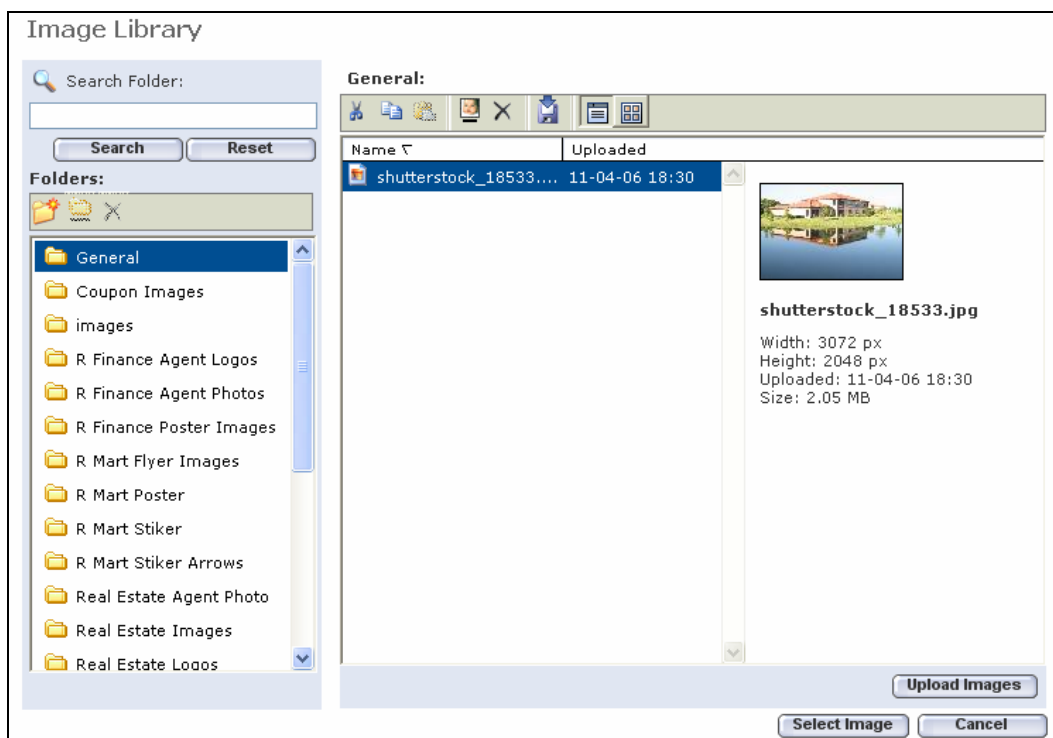 Image Library
Search Folder:
Search Reset
Folders:
General
Coupon Images
images
R Finance Agent Logos
R Finance Agent Photos
R Finance Poster Images
R Mart Flyer Images
R Mart Poster
R Mart Stiker
R Mart Stiker Arrows
Real Estate Agent Photo
Real Estate Images
Real Estate Logos
General:
Name Uploaded
shutterstock_18533.... 11-04-06 18:30
shutterstock_18533.jpg
Width: 3072 px
Height: 2048 px
Uploaded: 11-04-06 18:30
Size: 2.05 MB
Upload Images
Select Image Cancel